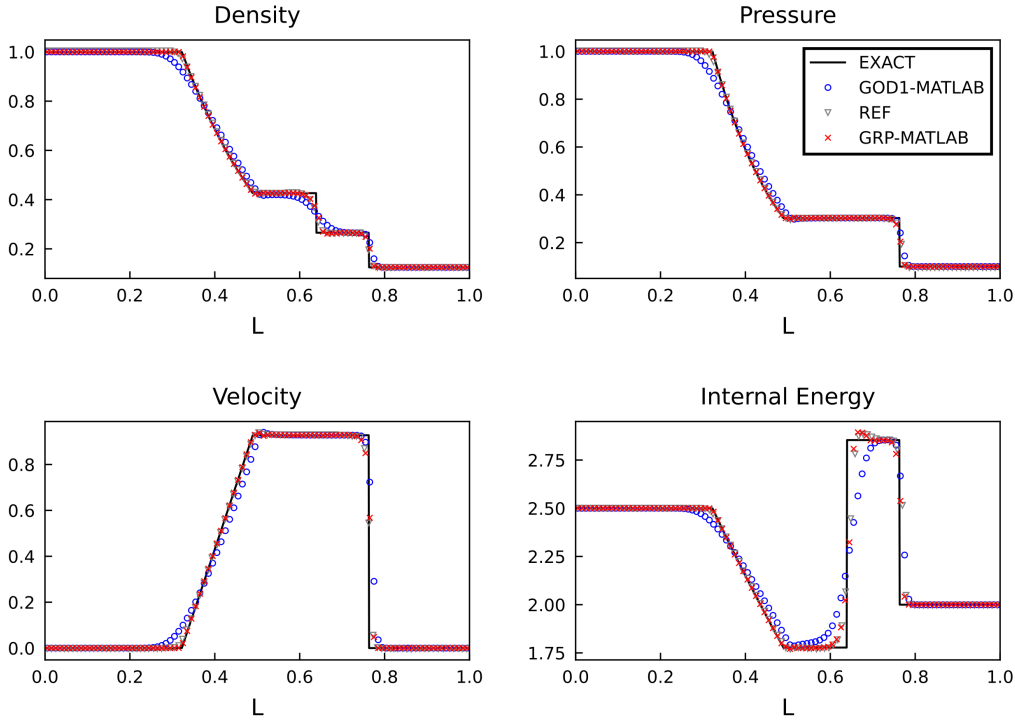 Density
1.0
0.8
0.6
0.4
0.2
0.0 0.2 0.4 0.6 0.8 1.0
L
Pressure
1.0
0.8
0.6
0.4
0.2
0.0 0.2 0.4 0.6 0.8 1.0
L
EXACT
GOD1-MATLAB
REF
GRP-MATLAB
Velocity
0.8
0.6
0.4
0.2
0.0
0.0 0.2 0.4 0.6 0.8 1.0
L
Internal Energy
2.75
2.50
2.25
2.00
1.75
0.0 0.2 0.4 0.6 0.8 1.0
L